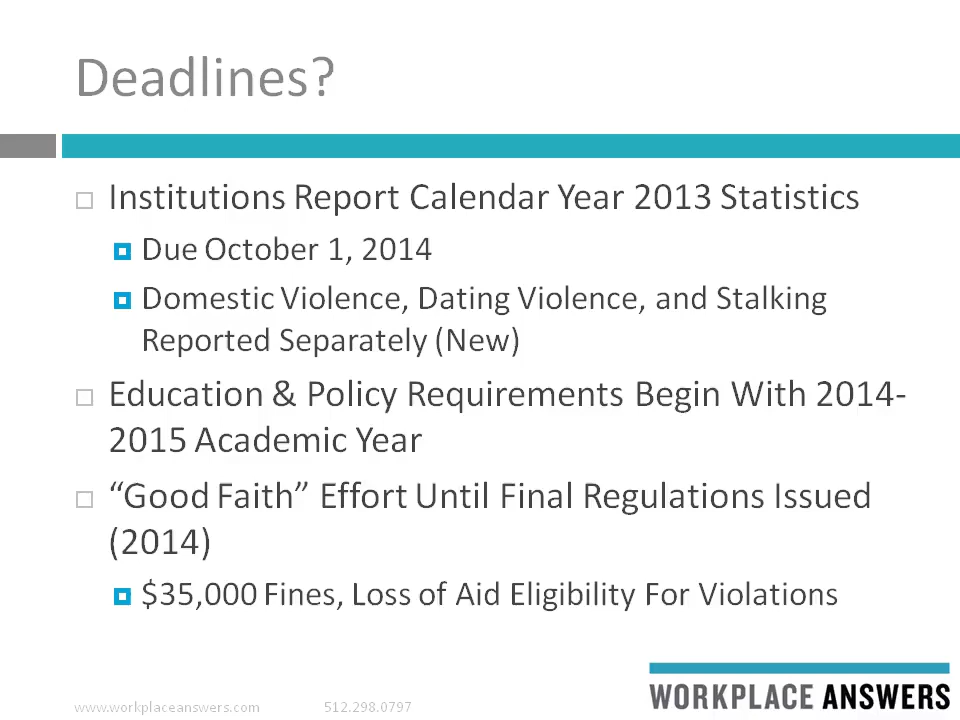 Deadlines?
Institutions Report Calendar Year 2013 Statistics
Due October 1, 2014
Domestic Violence, Dating Violence, and Stalking
Reported Separately (New)
Education & Policy Requirements Begin With 2014-
2015 Academic Year
“Good Faith” Effort Until Final Regulations Issued
(2014)
$35,000 Fines, Loss of Aid Eligibility For Violations
www.workplaceanswers.com 512.298.0797
WORKPLACE ANSWERS